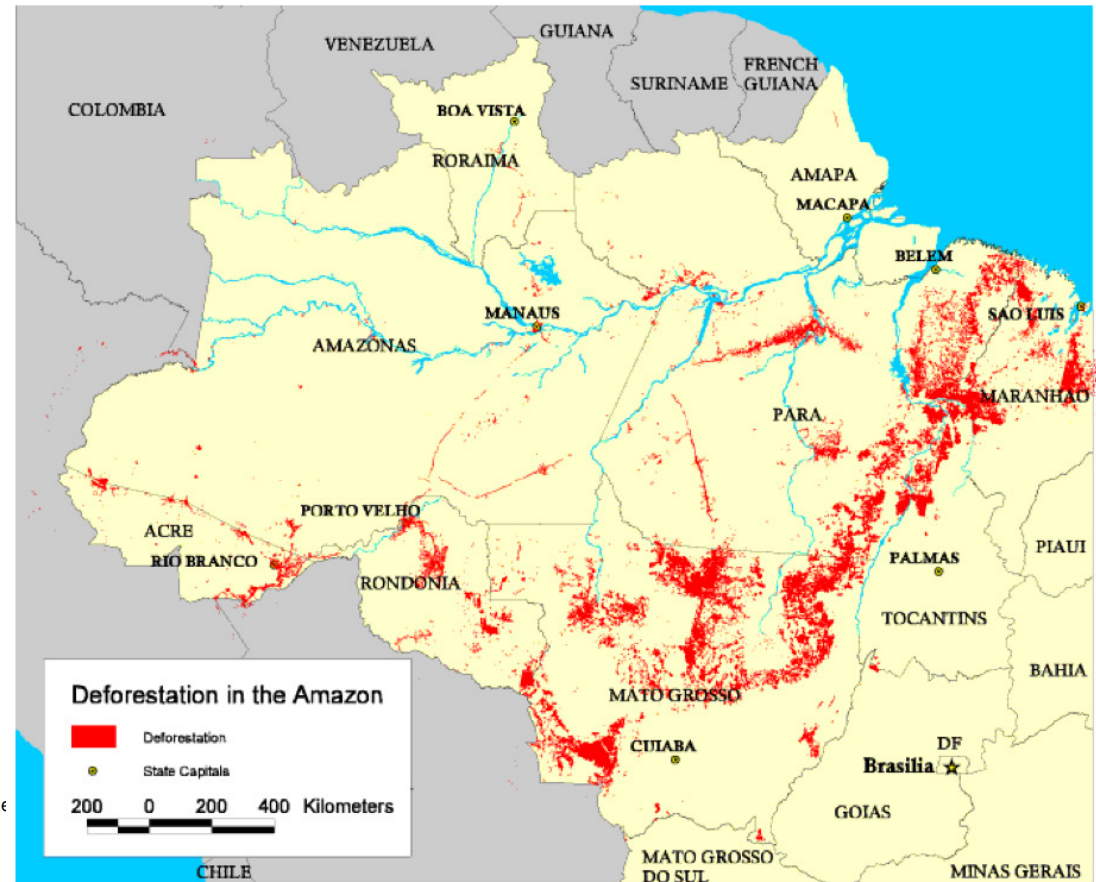 VENEZUELA
GUIANA
SURINAME
FRENCH
GUIANA
COLOMBIA
BOA VISTA
RORAIMA
AMAPA
MACAPA
BELEM
SAO LUIS
MANAUS
AMAZONAS
MARANHAO
PARA
PORTO VELHO
ACRE
RIO BRANCO
RONDONIA
PALMAS
PIAUI
TOCANTINS
BAHIA
MATO GROSSO
CUIABA
DF
Brasilia
GOIAS
MATO GROSSO
DO SUL
MINAS GERAIS
CHILE
Deforestation in the Amazon
Deforestation
State Capitals
200 0 200 400 Kilometers